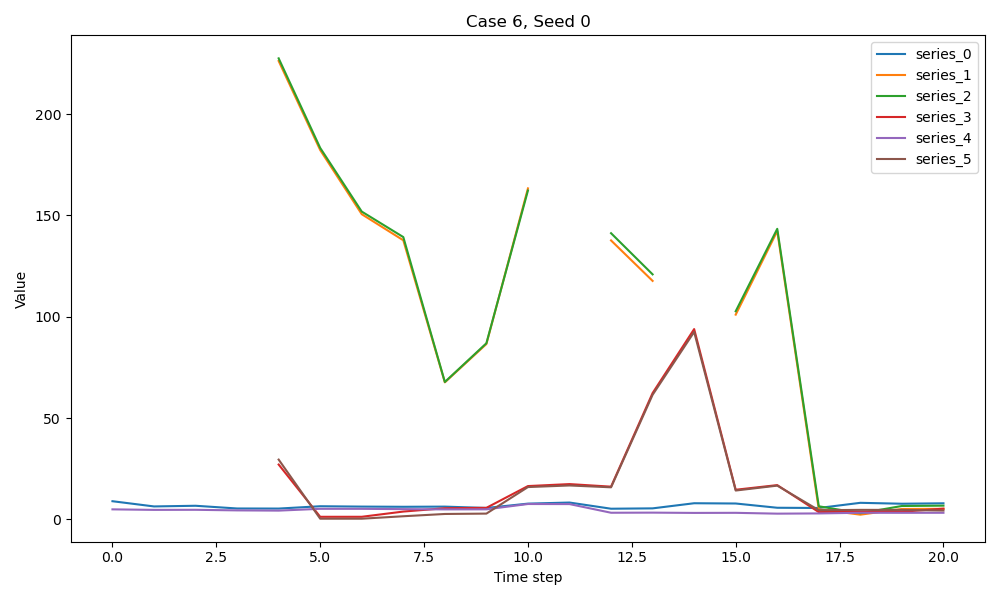 Case 6, Seed 0
series_0
series_1
series_2
series_3
series_4
series_5
Value
200
150
100
50
0
0.0 2.5 5.0 7.5 10.0 12.5 15.0 17.5 20.0
Time step